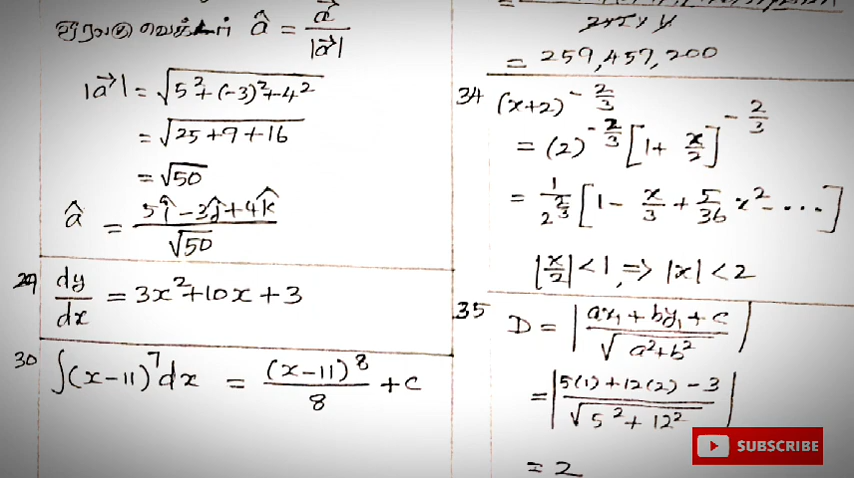 ஓரலகு வெக்டர் â = a⃗ / |a⃗|
|a⃗| = √(5² + (-3)² + 4²)
= √(25 + 9 + 16)
= √50
â = (5î - 3ĵ + 4k̂) / √50
29 dy/dx = 3x² + 10x + 3
30 ∫(x-11)⁷ dx = (x-11)⁸ / 8 + c
= 259,457,200
34 (x+2)^(-2/3)
= (2)^(-2/3) [1 + x/2]^(-2/3)
= 1/2^(2/3) [1 - x/3 + 5/36 x² - ...]
|x/2| < 1, ⇒ |x| < 2
35 D = |(ax₁ + by₁ + c) / √(a² + b²)|
= |(5(1) + 12(2) - 3) / √(5² + 12²)|
= 2
SUBSCRIBE